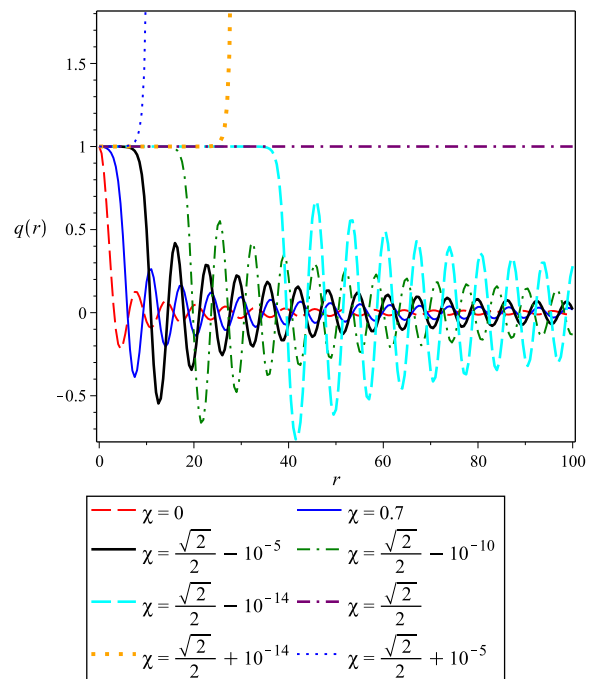 1.5
1
q(r)
0.5
0
−0.5
0 20 40 60 80 100
r
χ = 0 χ = 0.7
χ = √2/2 − 10⁻⁵ χ = √2/2 − 10⁻¹⁰
χ = √2/2 − 10⁻¹⁴ χ = √2/2
χ = √2/2 + 10⁻¹⁴ χ = √2/2 + 10⁻⁵